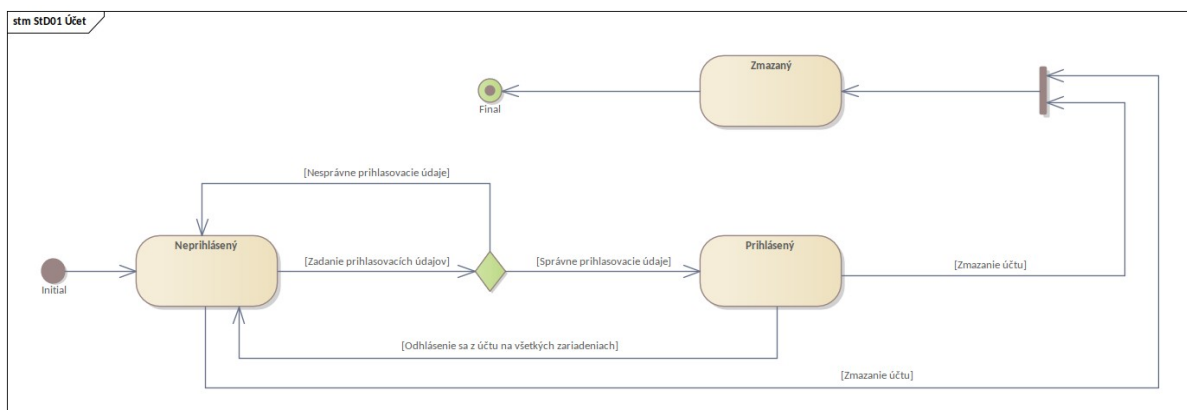 stm StD01 Účet
Zmazaný
Final
[Nesprávne prihlasovacie údaje]
Neprihlásený
Prihlásený
[Zadanie prihlasovacích údajov]
[Správne prihlasovacie údaje]
[Zmazanie účtu]
Initial
[Odhlásenie sa z účtu na všetkých zariadeniach]
[Zmazanie účtu]